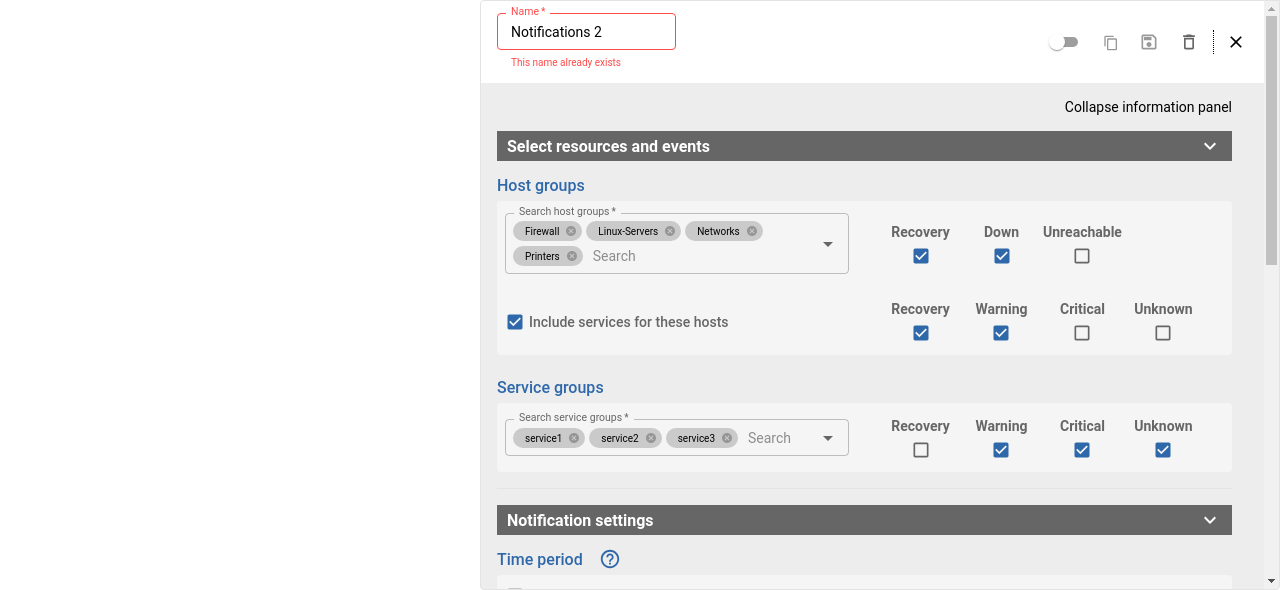 Name *
Notifications 2
This name already exists
Collapse information panel
Select resources and events
Host groups
Search host groups *
Firewall Linux-Servers Networks
Printers Search
Recovery Down Unreachable
Include services for these hosts
Recovery Warning Critical Unknown
Service groups
Search service groups *
service1 service2 service3 Search
Recovery Warning Critical Unknown
Notification settings
Time period ?